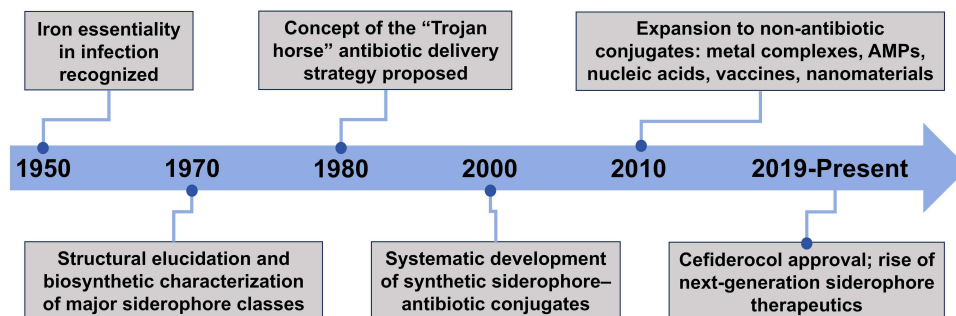 Iron essentiality
in infection
recognized
Concept of the “Trojan
horse” antibiotic delivery
strategy proposed
Expansion to non-antibiotic
conjugates: metal complexes, AMPs,
nucleic acids, vaccines, nanomaterials
1950
1970
1980
2000
2010
2019-Present
Structural elucidation and
biosynthetic characterization
of major siderophore classes
Systematic development
of synthetic siderophore–
antibiotic conjugates
Cefiderocol approval; rise of
next-generation siderophore
therapeutics